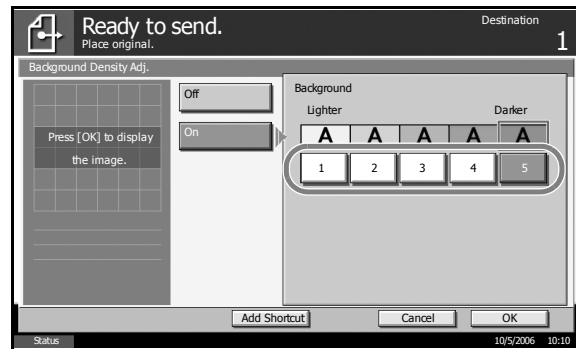 Ready to send.
Destination
Place original.
1
Background Density Adj.
Off
On
Press [OK] to display
the image.
Background
Lighter
Darker
A A A A A
1 2 3 4 5
Add Shortcut
Cancel
OK
Status
10/5/2006 10:10